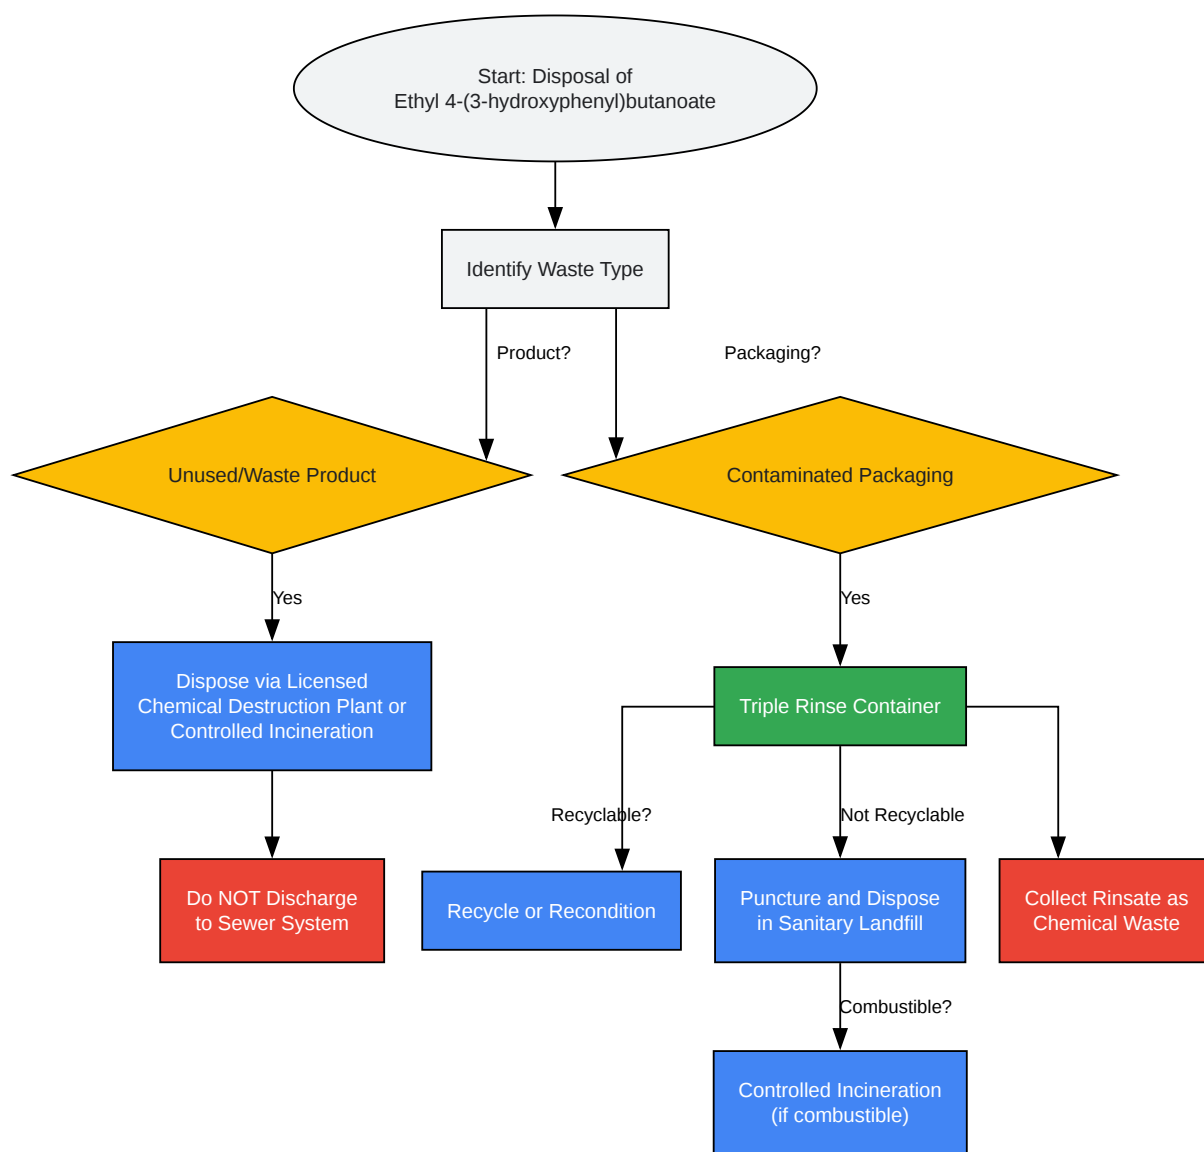 Start: Disposal of
Ethyl 4-(3-hydroxyphenyl)butanoate
Identify Waste Type
Product?
Packaging?
Unused/Waste Product
Contaminated Packaging
Yes
Yes
Dispose via Licensed
Chemical Destruction Plant or
Controlled Incineration
Triple Rinse Container
Recyclable?
Not Recyclable
Do NOT Discharge
to Sewer System
Recycle or Recondition
Puncture and Dispose
in Sanitary Landfill
Collect Rinsate as
Chemical Waste
Combustible?
Controlled Incineration
(if combustible)